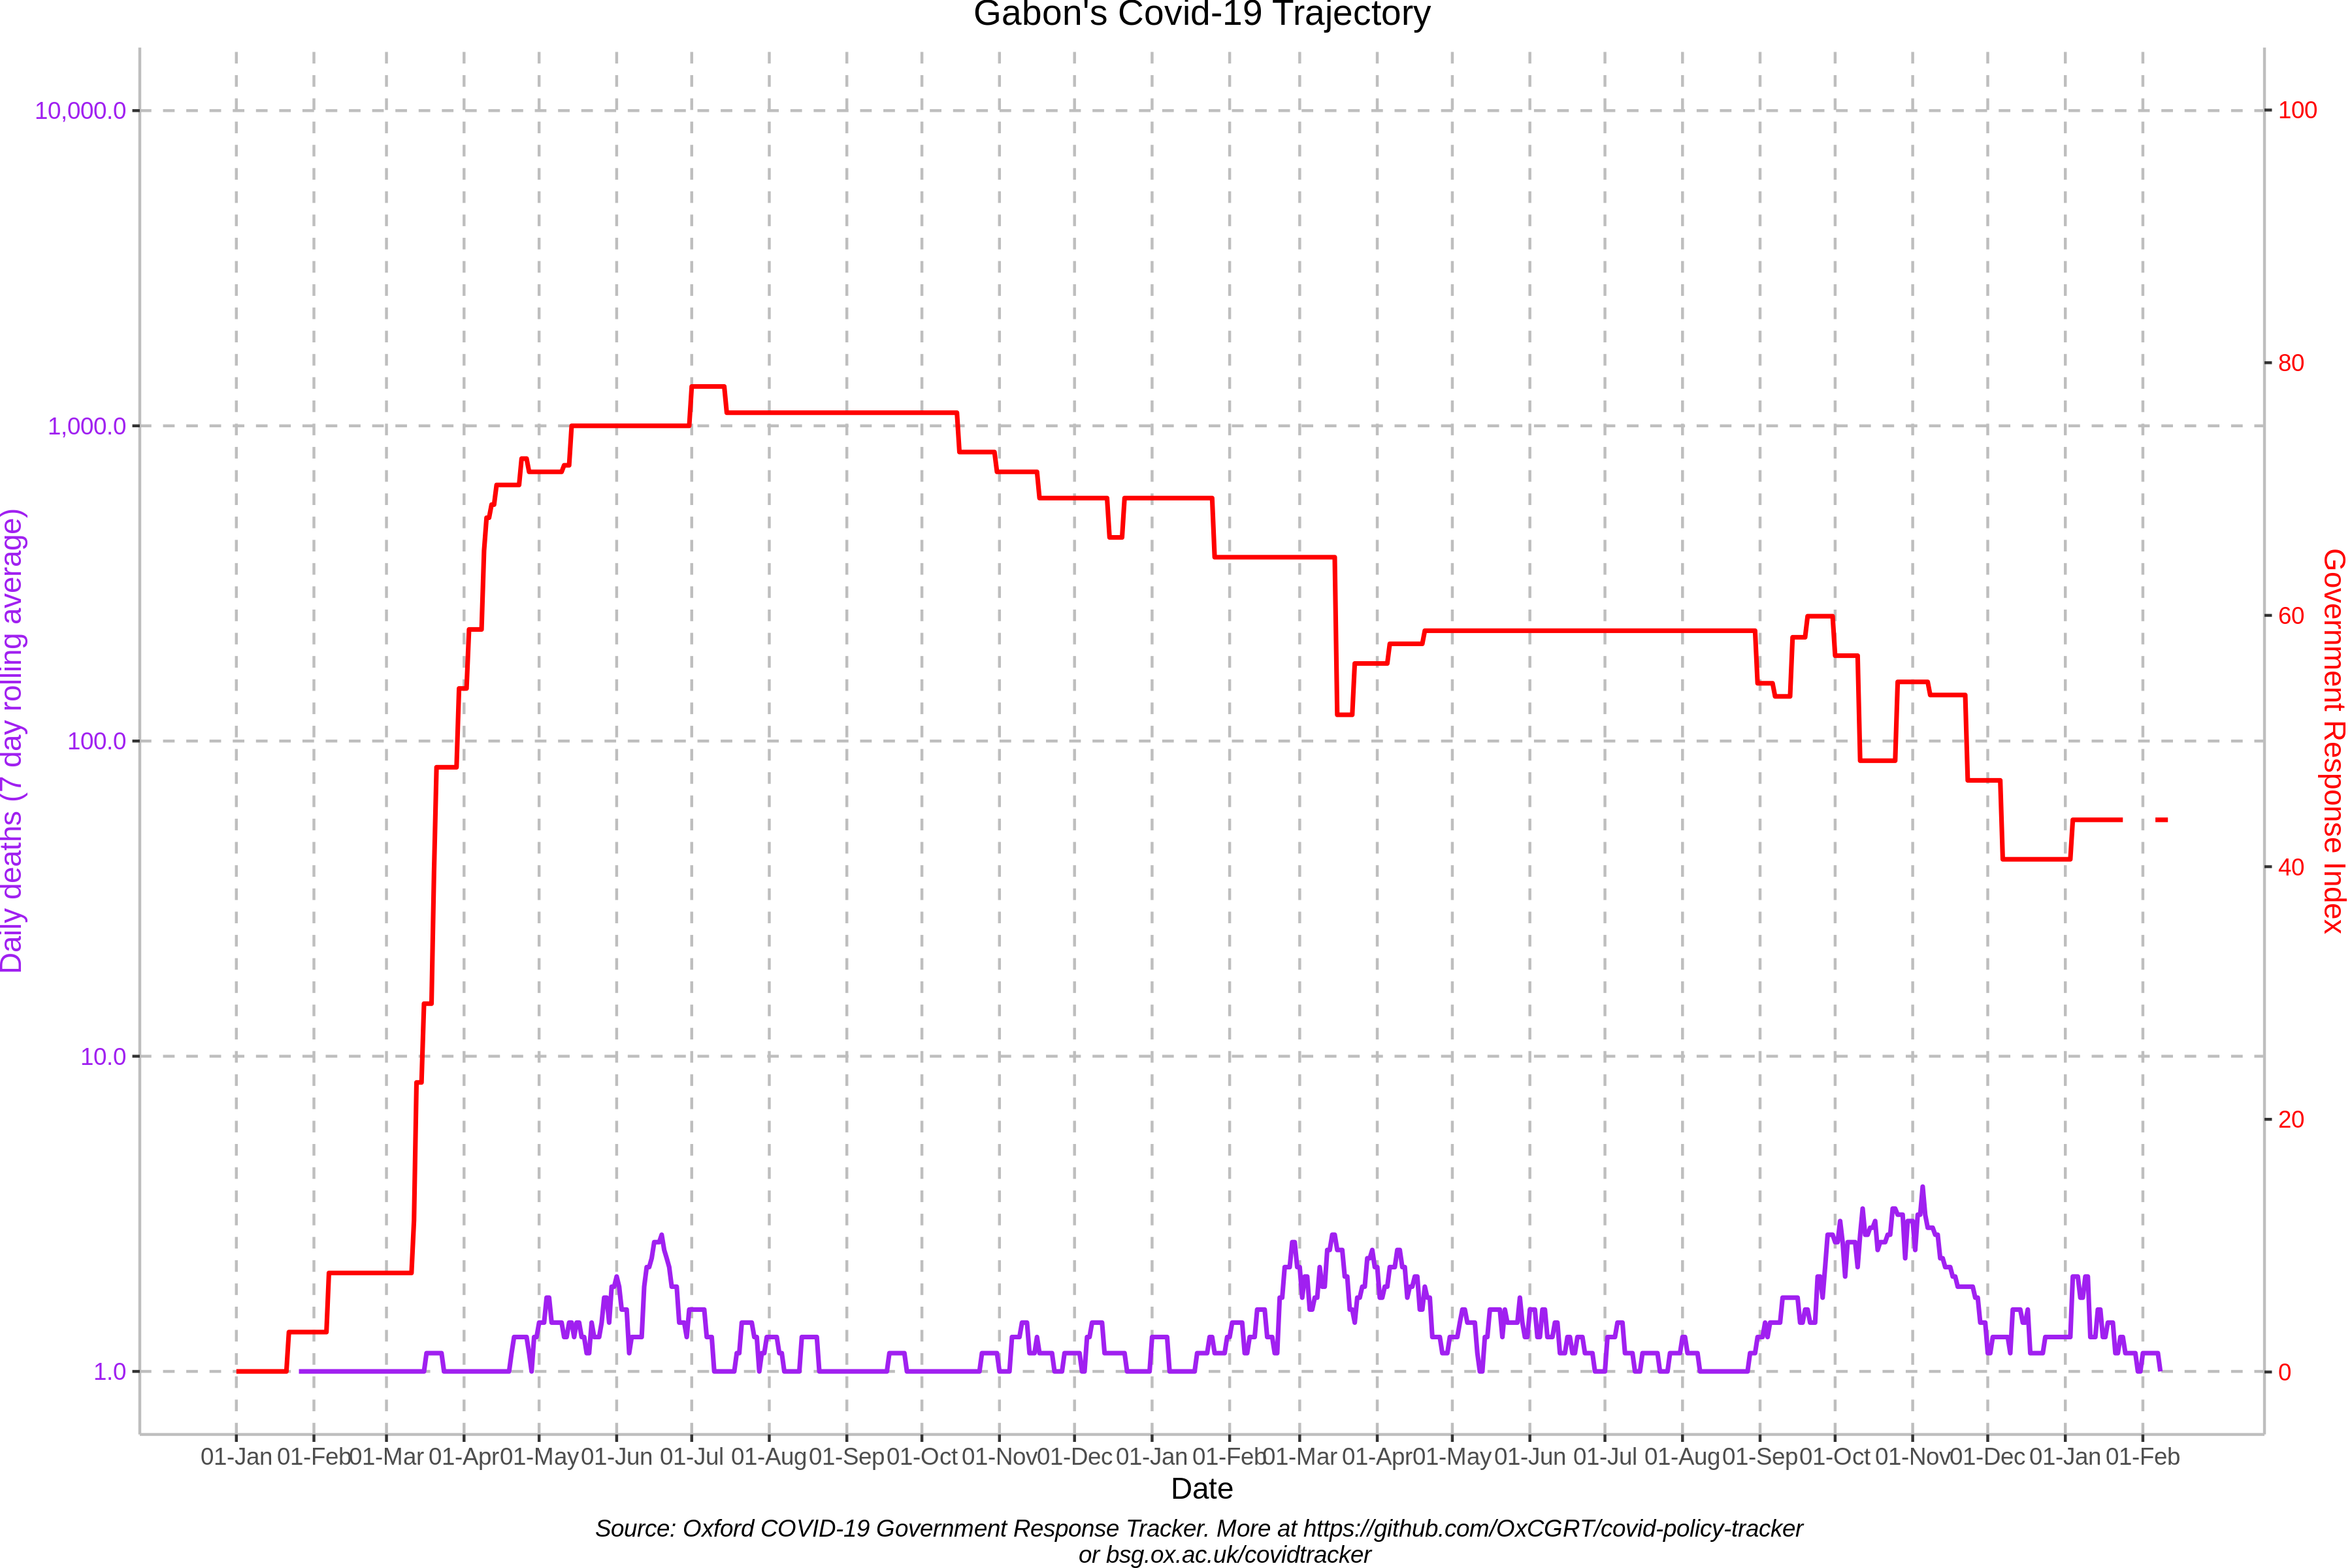 Gabon's Covid-19 Trajectory
10,000.0
1,000.0
100.0
10.0
1.0
Daily deaths (7 day rolling average)
100
80
60
40
20
0
Government Response Index
01-Jan 01-Feb 01-Mar 01-Apr 01-May 01-Jun 01-Jul 01-Aug 01-Sep 01-Oct 01-Nov 01-Dec 01-Jan 01-Feb 01-Mar 01-Apr 01-May 01-Jun 01-Jul 01-Aug 01-Sep 01-Oct 01-Nov 01-Dec 01-Jan 01-Feb
Date
Source: Oxford COVID-19 Government Response Tracker. More at https://github.com/OxCGRT/covid-policy-tracker
or bsg.ox.ac.uk/covidtracker